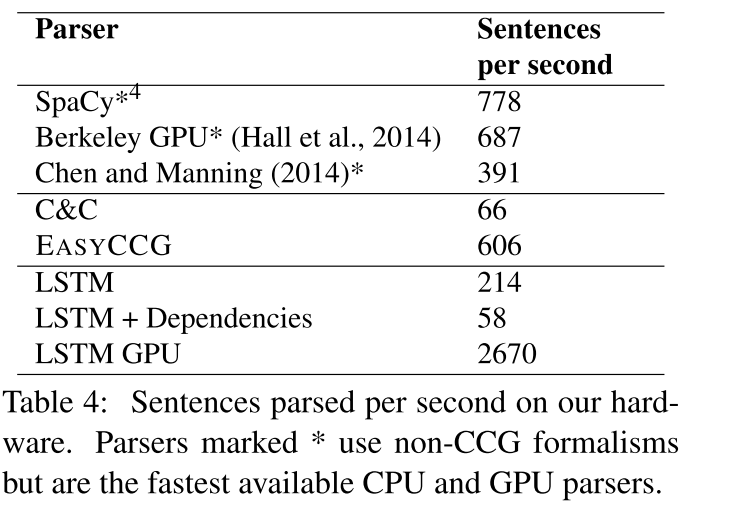 Parser Sentences
per second
SpaCy*4 778
Berkeley GPU* (Hall et al., 2014) 687
Chen and Manning (2014)* 391
C&C 66
EASYCCG 606
LSTM 214
LSTM + Dependencies 58
LSTM GPU 2670
Table 4: Sentences parsed per second on our hard-
ware. Parsers marked * use non-CCG formalisms
but are the fastest available CPU and GPU parsers.